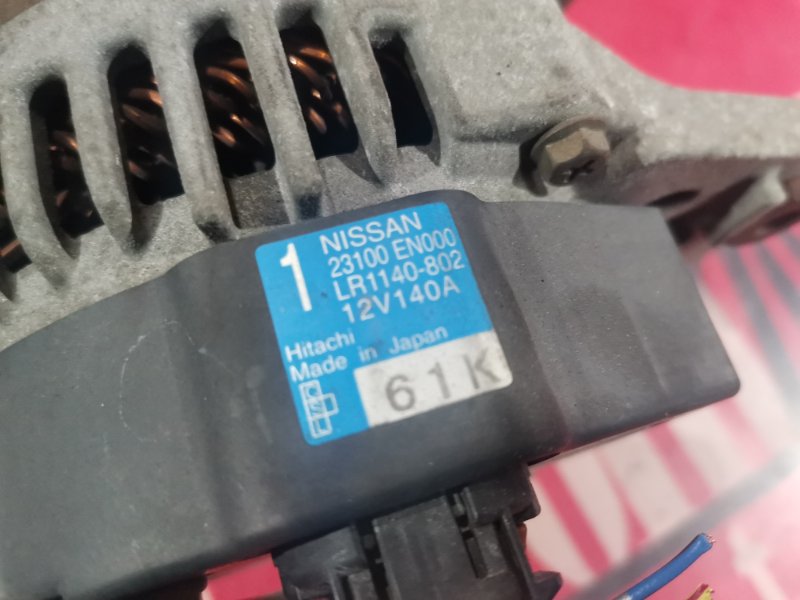 1
NISSAN
23100 EN000
LR1140-802
12V140A
Hitachi
Made in Japan
61K